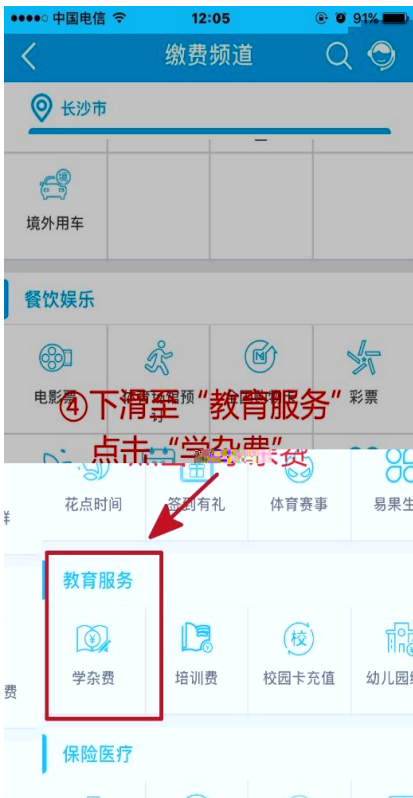 中国电信 12:05 91%
缴费频道
长沙市
境外用车
餐饮娱乐
电影票 彩票
④下滑至“教育服务”
点击“学杂费”
花点时间 签到有礼 体育赛事 易果生
教育服务
费 学杂费 培训费 校园卡充值 幼儿园
保险医疗